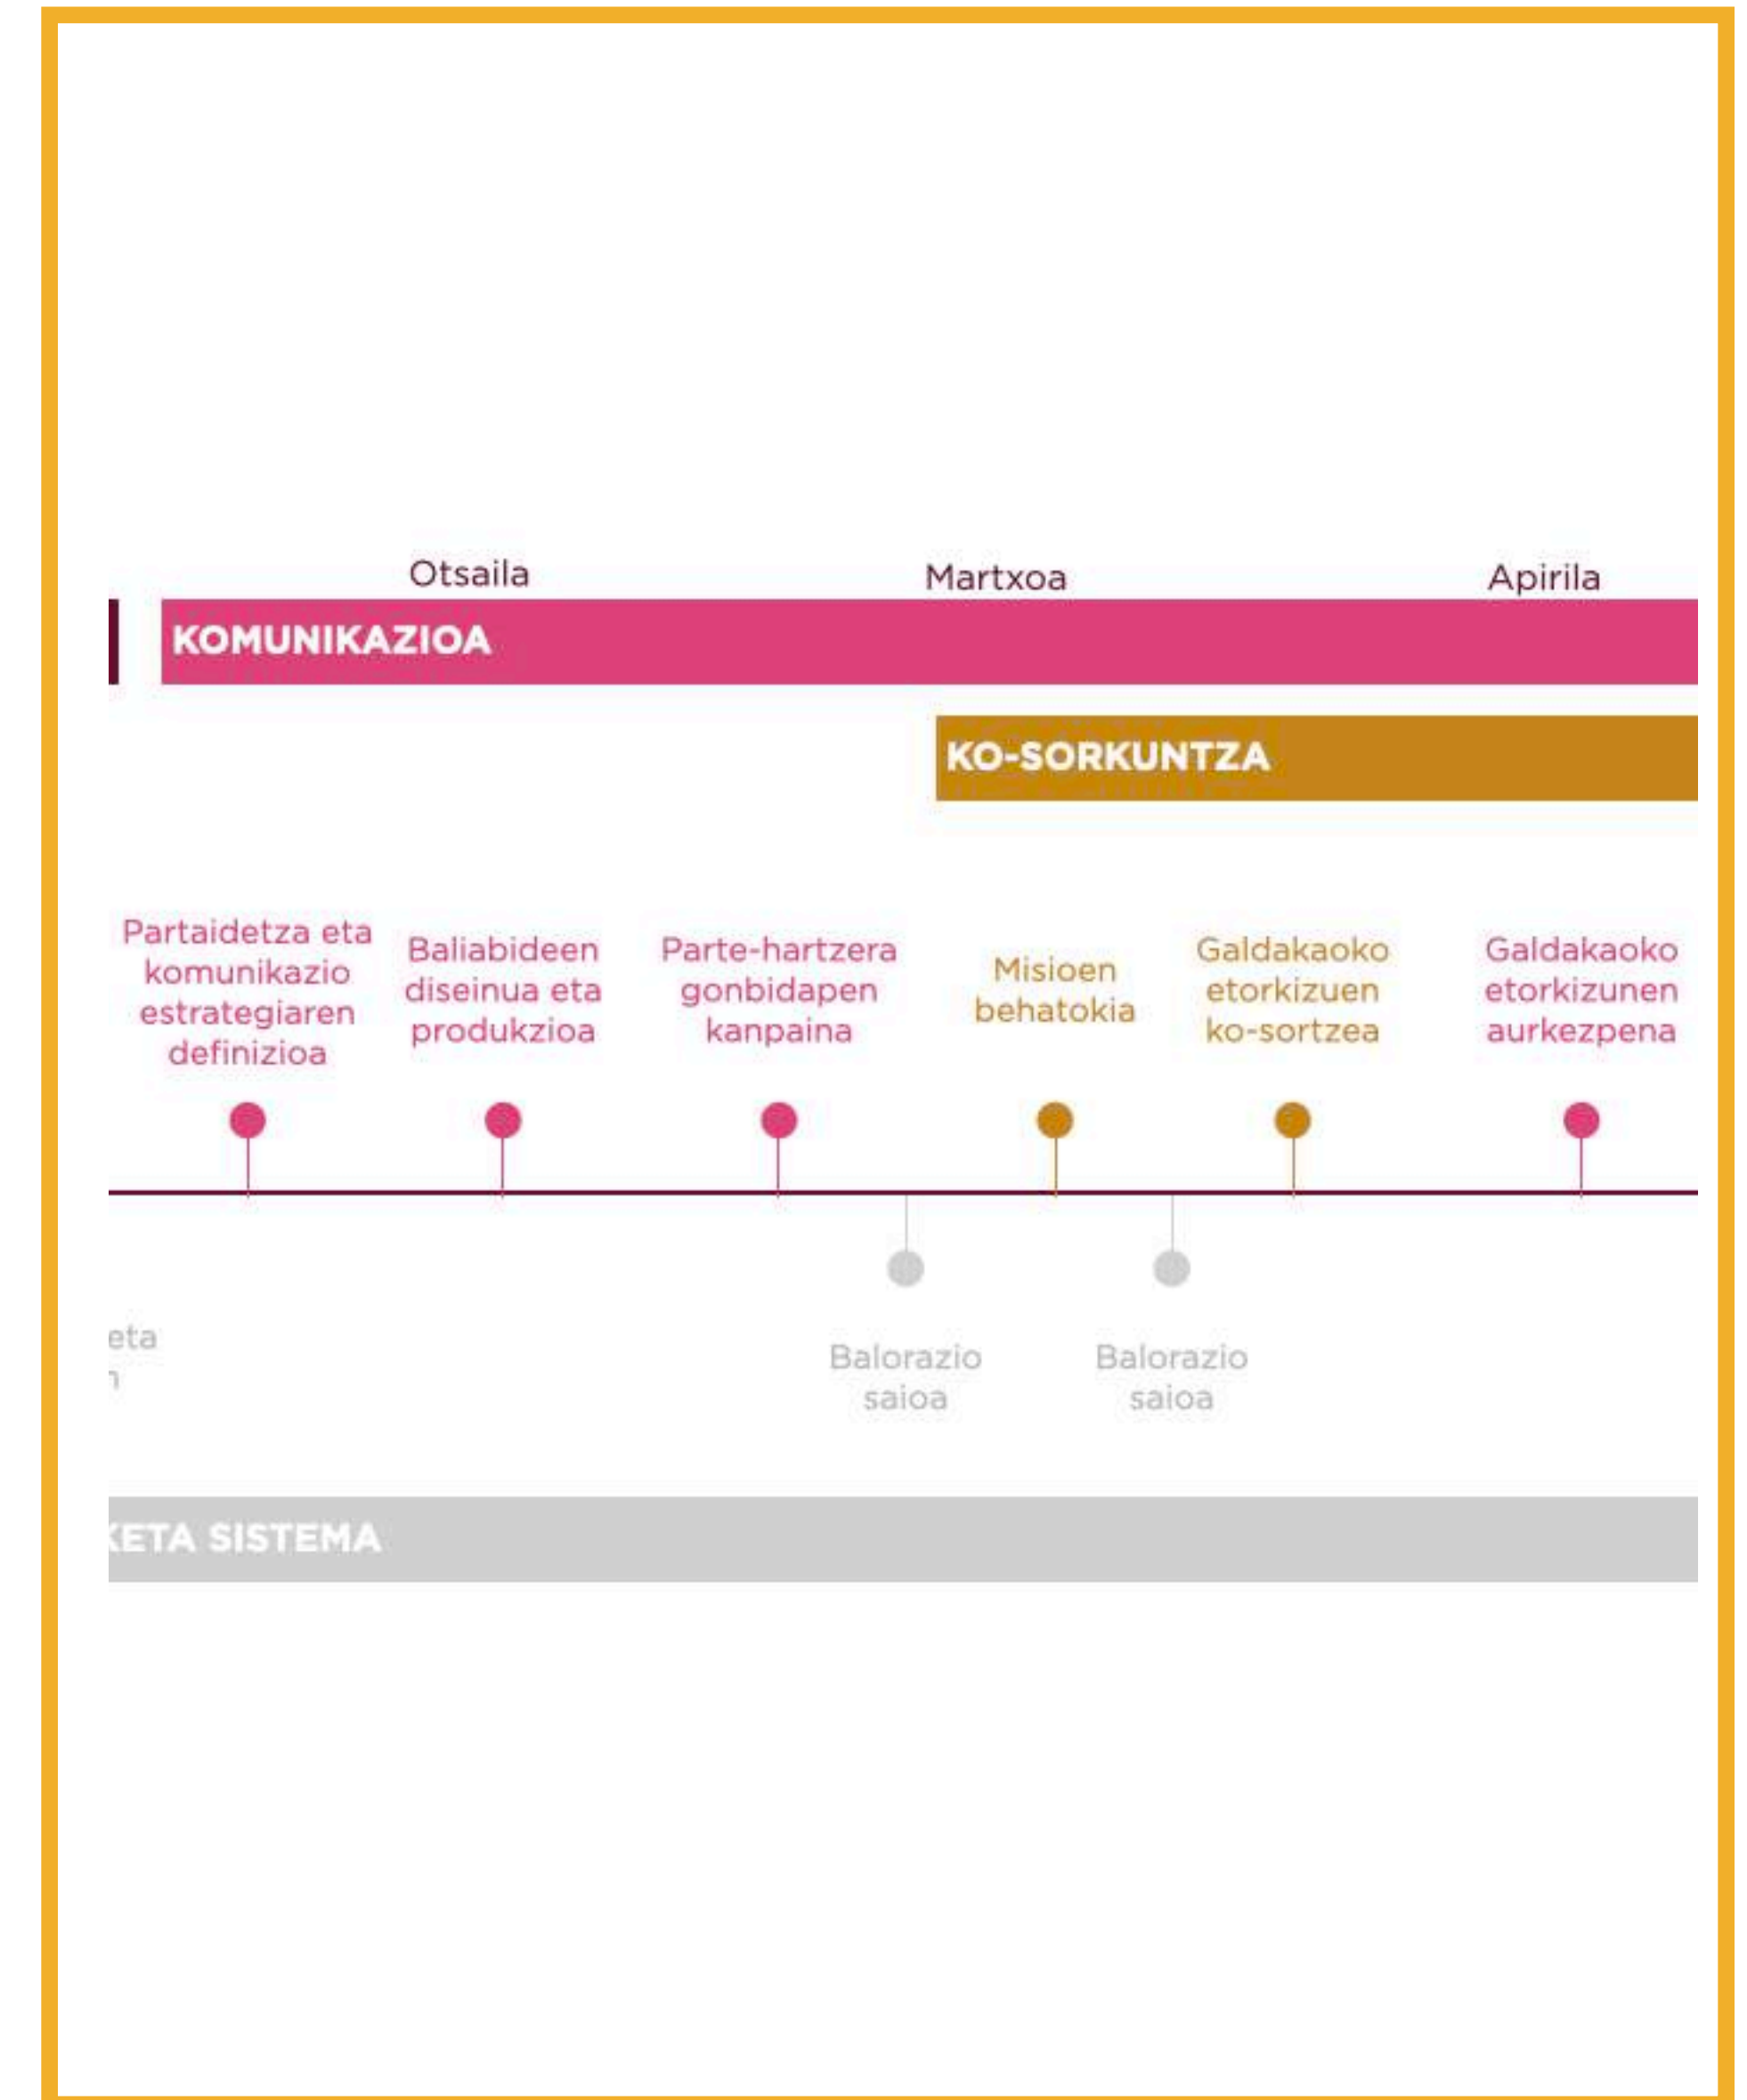 Otsaila
Martxoa
Apirila
KOMUNIKAZIOA
KO-SORKUNTZA
Partaidetza eta
komunikazio
estrategiaren
definizioa
Baliabideen
diseinua eta
produkzioa
Parte-hartzera
gonbidapen
kanpaina
Misioen
behatokia
Galdakaoko
etorkizuen
ko-sortzea
Galdakaoko
etorkizunen
aurkezpena
eta
Balorazio
saioa
Balorazio
saioa
KETA SISTEMA